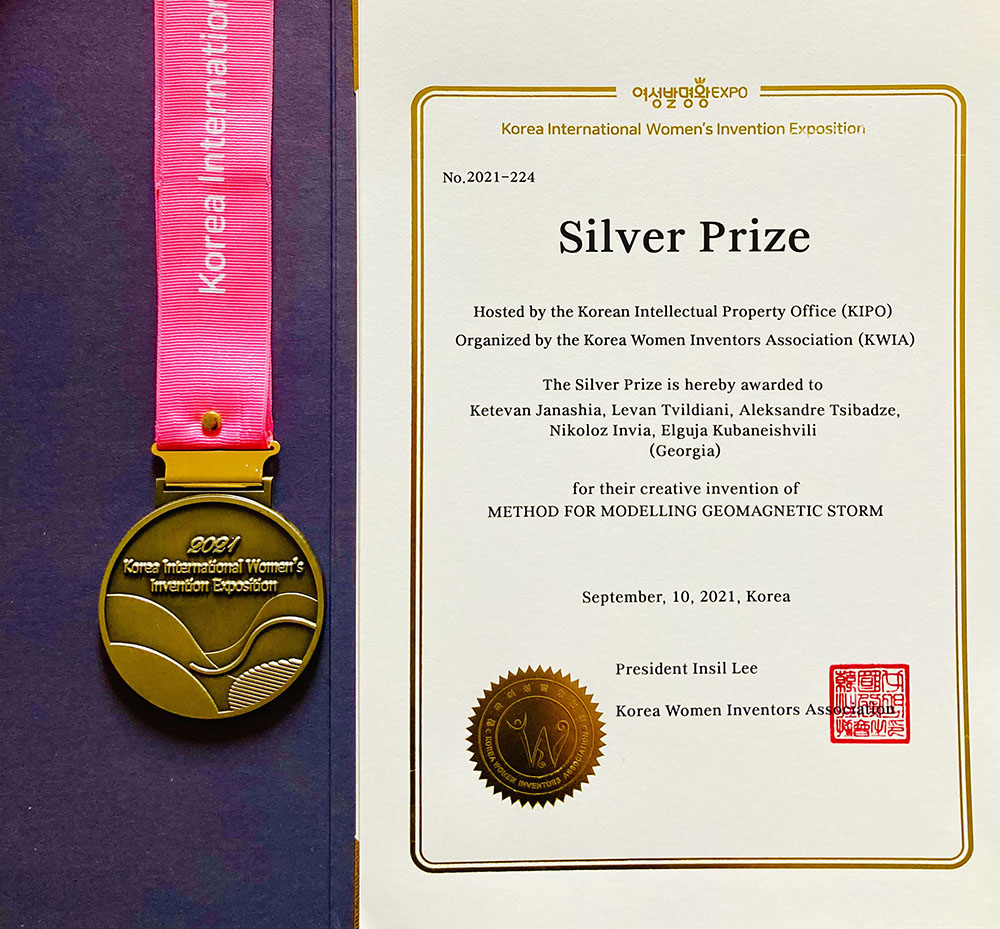 Korea Internation
2021
Korea International Women's
Invention Exposition
여성발명왕EXPO
Korea International Women's Invention Exposition
No.2021-224
Silver Prize
Hosted by the Korean Intellectual Property Office (KIPO)
Organized by the Korea Women Inventors Association (KWIA)
The Silver Prize is hereby awarded to
Ketevan Janashia, Levan Tvildiani, Aleksandre Tsibadze,
Nikoloz Invia, Elguja Kubaneishvili
(Georgia)
for their creative invention of
METHOD FOR MODELLING GEOMAGNETIC STORM
September, 10, 2021, Korea
President Insil Lee
Korea Women Inventors Association
KOREA WOMEN INVENTORS ASSOCIATION